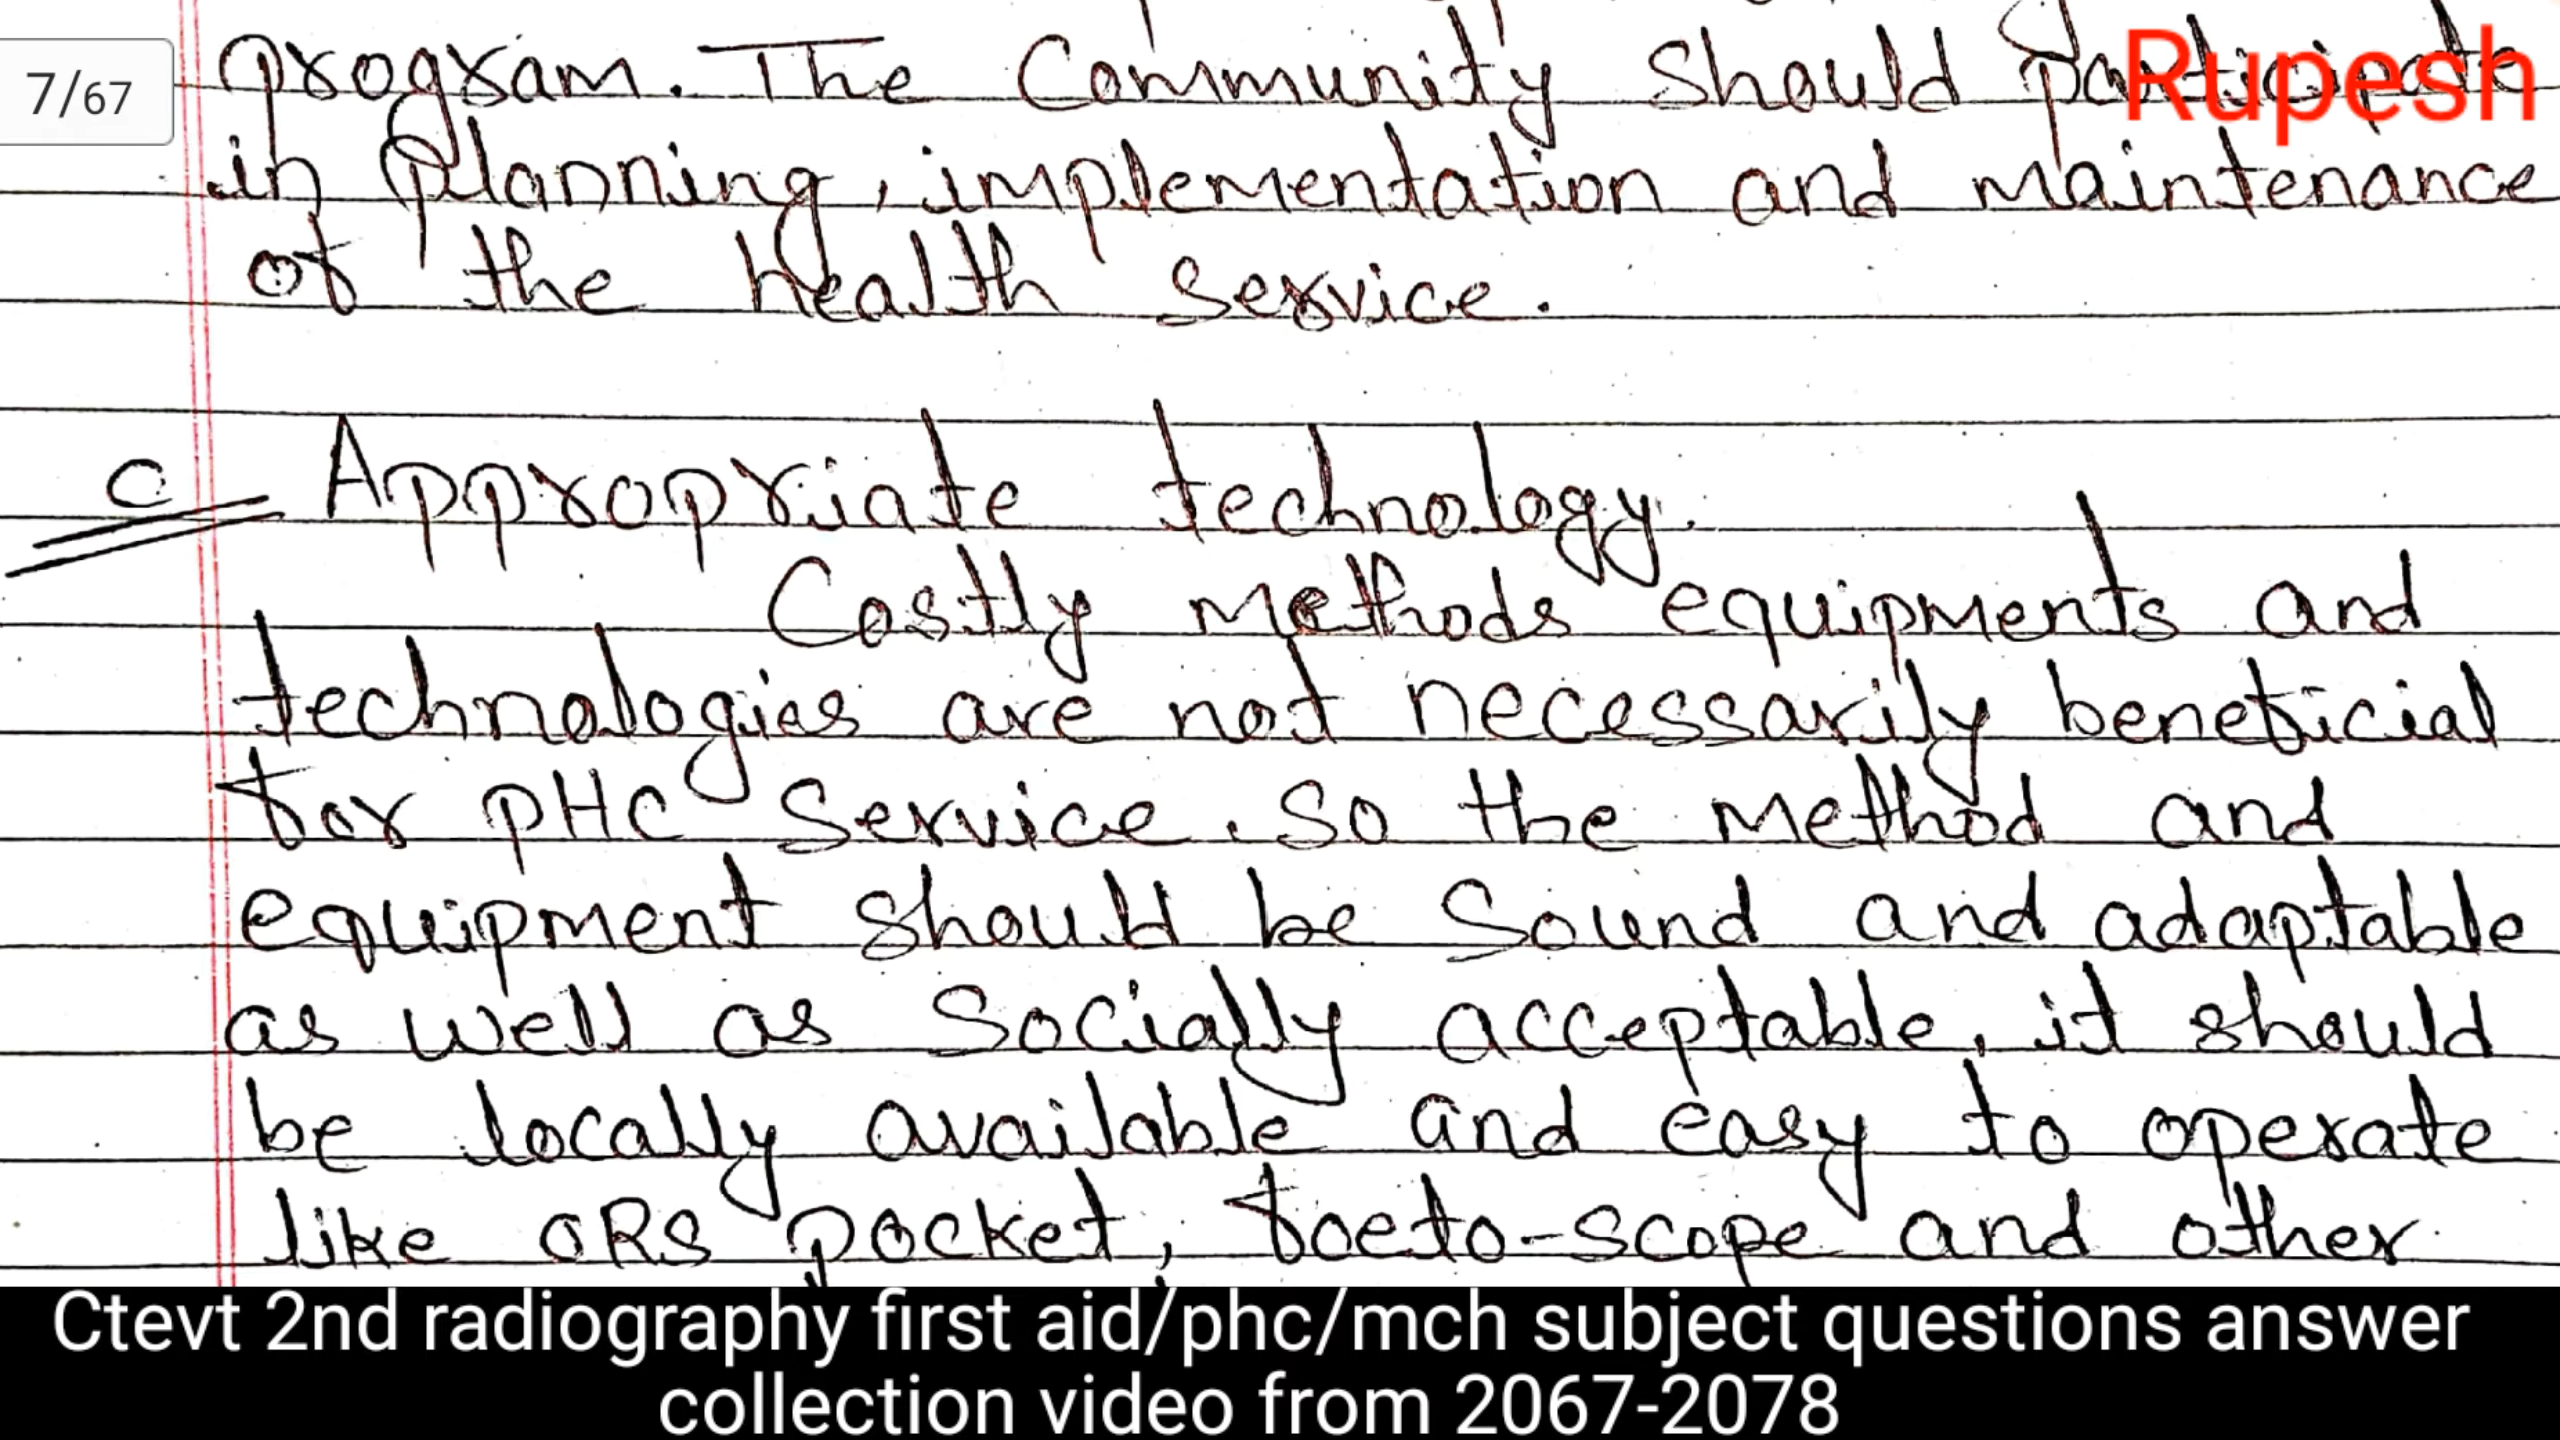 7/67
Rupesh
program. The Community should participate
in planning, implementation and maintenance
of the health service.
C Appropriate technology.
Costly methods equipments and
technologies are not necessarily beneficial
for PHC service. So the method and
equipment should be sound and adaptable
as well as socially acceptable, it should
be locally available and easy to operate
like ORS pocket, foeto-scope and other
Ctevt 2nd radiography first aid/phc/mch subject questions answer
collection video from 2067-2078